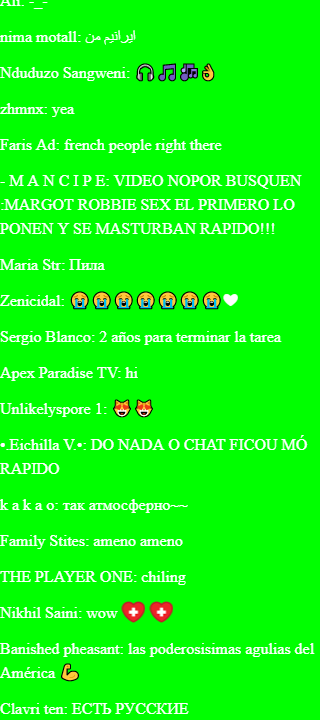 Ali: -_-
nima motall: ایرانیم من
Nduduzo Sangweni: 🎧🎵🎶👌
zhmnx: yea
Faris Ad: french people right there
- M A N C I P E: VIDEO NOPOR BUSQUEN
:MARGOT ROBBIE SEX EL PRIMERO LO
PONEN Y SE MASTURBAN RAPIDO!!!
Maria Str: Пила
Zenicidal: 😭😭😭😭😭😭😭🤍
Sergio Blanco: 2 años para terminar la tarea
Apex Paradise TV: hi
Unlikelyspore 1: 😻😻
•.Eichilla V.•: DO NADA O CHAT FICOU MÓ
RAPIDO
k a k a o: так атмосферно~~
Family Stites: ameno ameno
THE PLAYER ONE: chiling
Nikhil Saini: wow ❤️ ❤️
Banished pheasant: las poderosisimas agulias del
América 💪
Clavri ten: ЕСТЬ РУССКИЕ